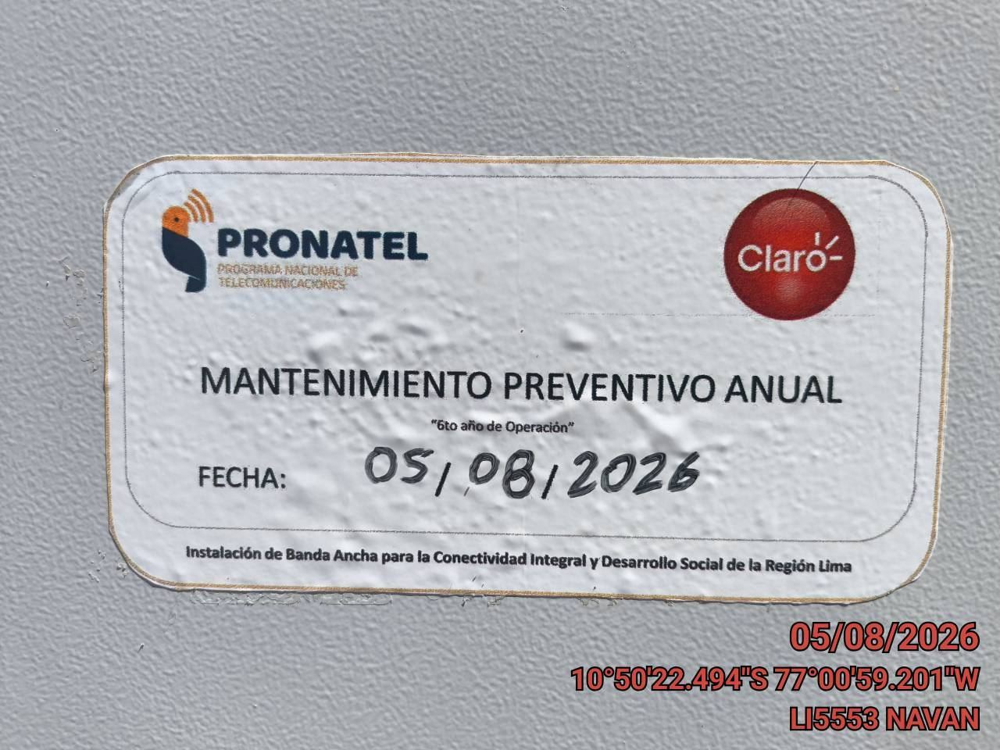 PRONATEL
PROGRAMA NACIONAL DE
TELECOMUNICACIONES
Claro
MANTENIMIENTO PREVENTIVO ANUAL
"6to año de Operación"
FECHA: 05/08/2026
Instalación de Banda Ancha para la Conectividad Integral y Desarrollo Social de la Región Lima
05/08/2026
10°50'22.494"S 77°00'59.201"W
LI5553 NAVAN